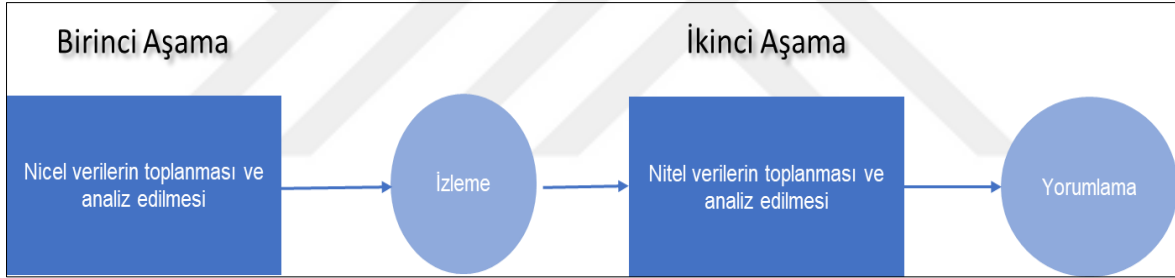 Birinci Aşama
İkinci Aşama
Nicel verilerin toplanması ve
analiz edilmesi
İzleme
Nitel verilerin toplanması ve
analiz edilmesi
Yorumlama